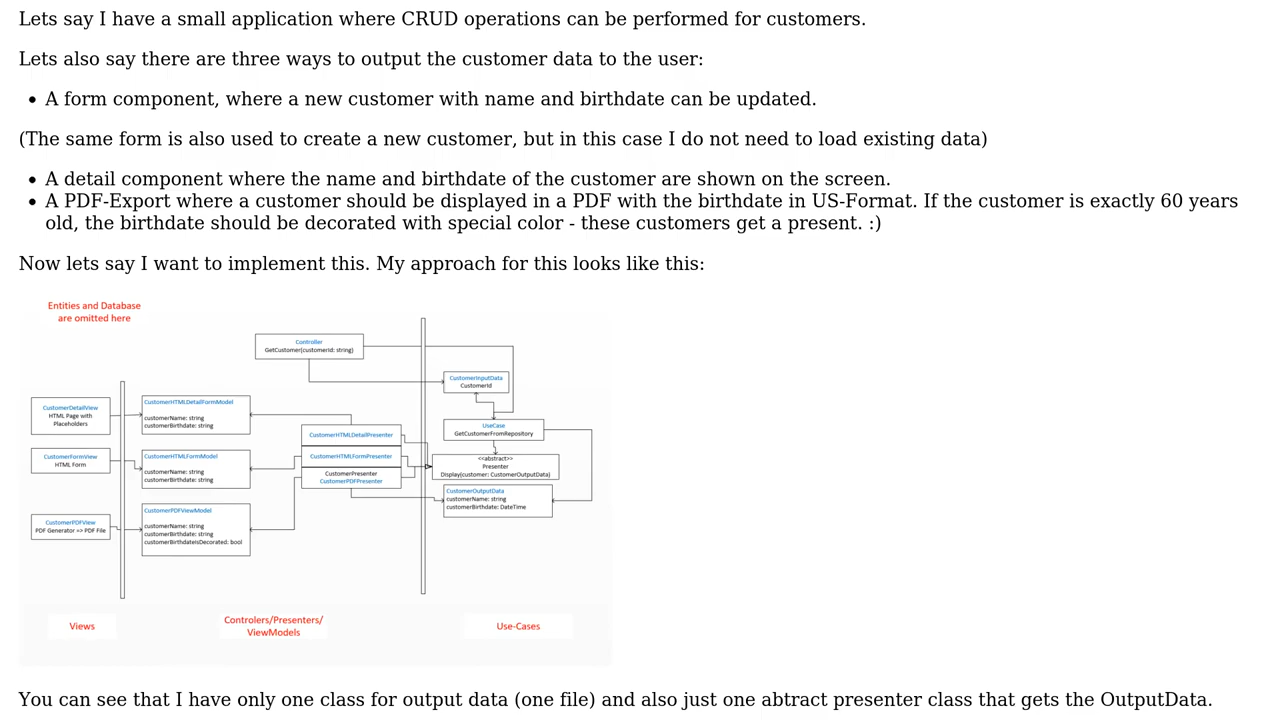 Lets say I have a small application where CRUD operations can be performed for customers.
Lets also say there are three ways to output the customer data to the user:
• A form component, where a new customer with name and birthdate can be updated.
(The same form is also used to create a new customer, but in this case I do not need to load existing data)
• A detail component where the name and birthdate of the customer are shown on the screen.
• A PDF-Export where a customer should be displayed in a PDF with the birthdate in US-Format. If the customer is exactly 60 years
old, the birthdate should be decorated with special color - these customers get a present. :)
Now lets say I want to implement this. My approach for this looks like this:
Entities and Database
are omitted here
Controller
GetCustomer(customerId: string)
CustomerInputData
CustomerId
CustomerDetailView
HTML Page with
Placeholders
CustomerHTMLDetailFormModel
customerName: string
customerBirthdate: string
CustomerHTMLDetailPresenter
UseCase
GetCustomerFromRepository
CustomerFormView
HTML Form
CustomerHTMLFormModel
customerName: string
customerBirthdate: string
CustomerHTMLFormPresenter
CustomerPresenter
CustomerPDFPresenter
<<abstract>>
Presenter
Display(customer: CustomerOutputData)
CustomerOutputData
customerName: string
customerBirthdate: DateTime
CustomerPDFView
PDF Generator => PDF File
CustomerPDFViewModel
customerName: string
customerBirthdate: string
customerBirthdateIsDecorated: bool
Views
Controlers/Presenters/
ViewModels
Use-Cases
You can see that I have only one class for output data (one file) and also just one abtract presenter class that gets the OutputData.